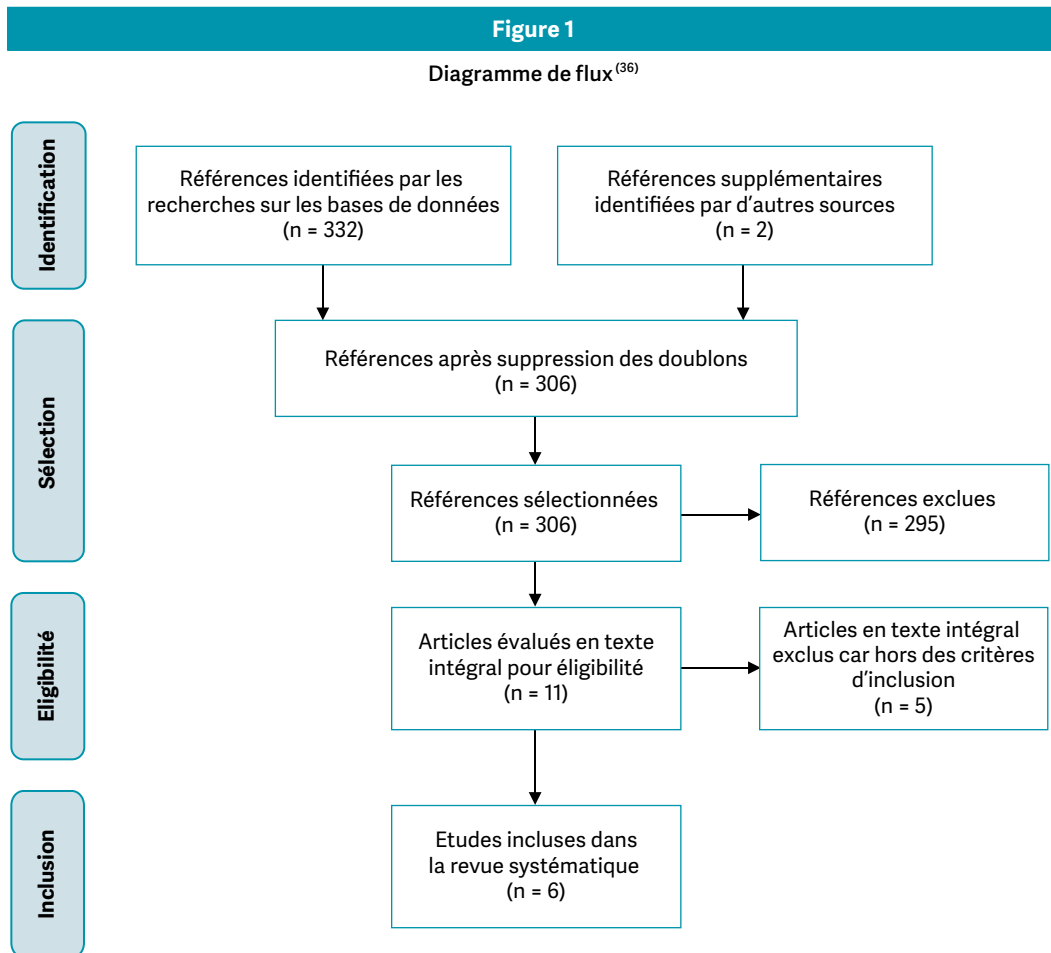 Figure 1
Diagramme de flux (36)
Identification
Références identifiées par les
recherches sur les bases de données
(n = 332)
Références supplémentaires
identifiées par d'autres sources
(n = 2)
Sélection
Références après suppression des doublons
(n = 306)
Références sélectionnées
(n = 306)
Références exclues
(n = 295)
Eligibilité
Articles évalués en texte
intégral pour éligibilité
(n = 11)
Articles en texte intégral
exclus car hors des critères
d'inclusion
(n = 5)
Inclusion
Etudes incluses dans
la revue systématique
(n = 6)